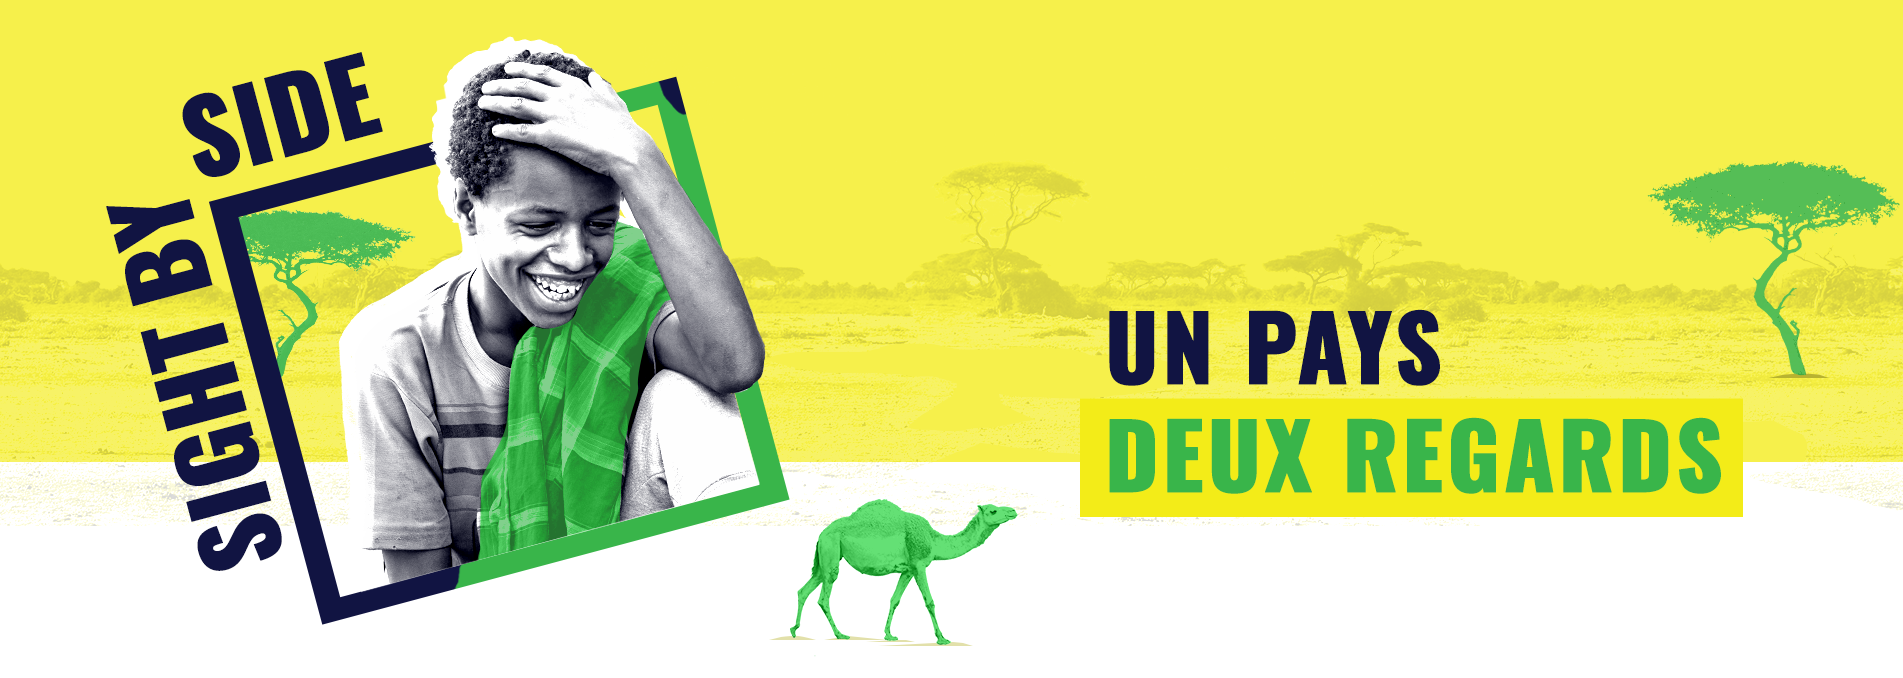 SIGHT BY
SIDE
UN PAYS
DEUX REGARDS